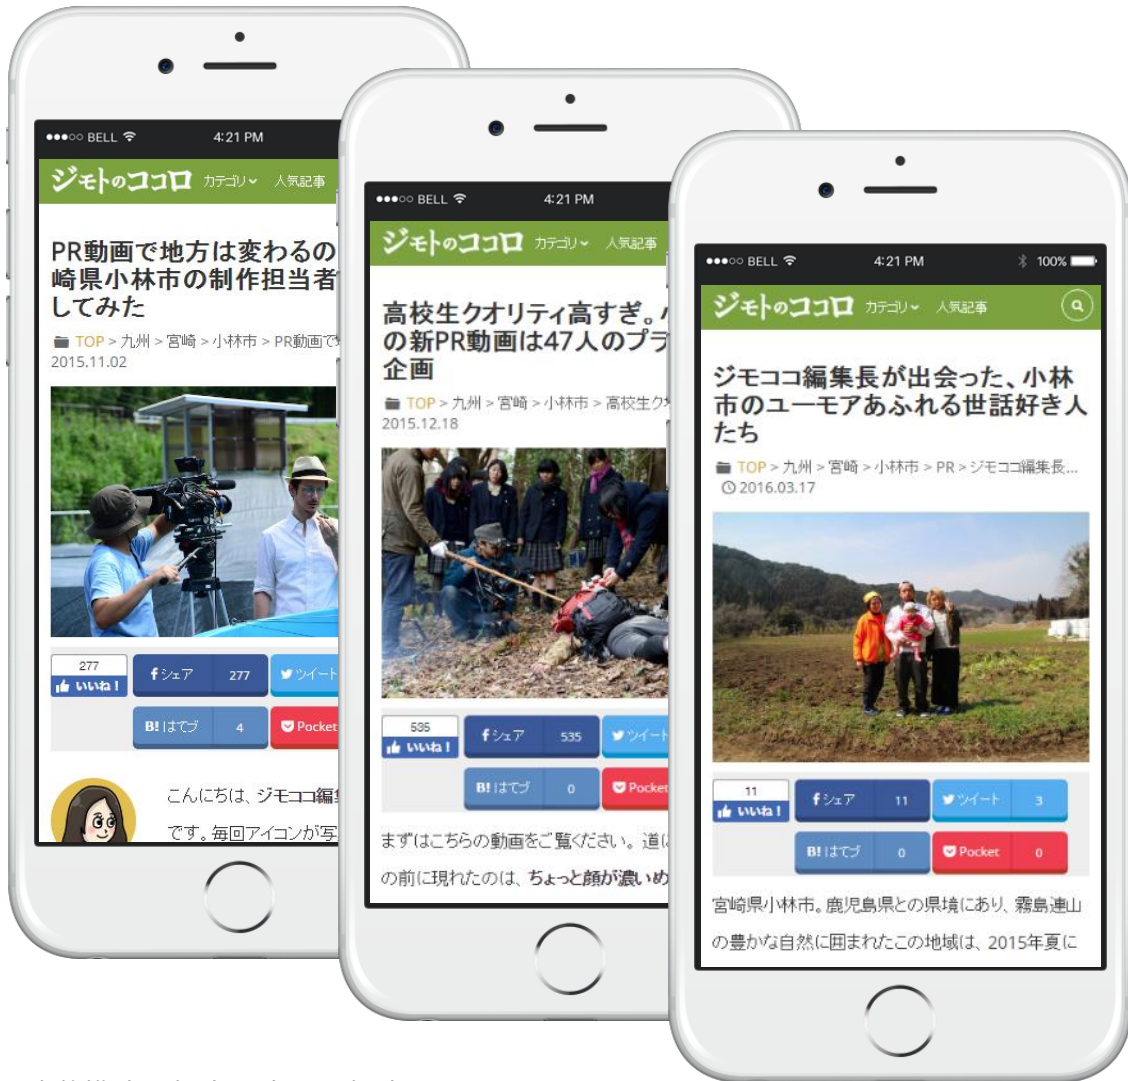 ●●●○○ BELL 4:21 PM
ジモトのココロ カテゴリ 人気記事
PR動画で地方は変わるの
崎県小林市の制作担当者
してみた
TOP > 九州 > 宮崎 > 小林市 > PR動画で
2015.11.02
277
いいね！
シェア 277
ツイート
B!はてブ 4
Pocket
こんにちは、ジモココ編
です。毎回アイコンが写
●●●○○ BELL 4:21 PM
ジモトのココロ カテゴリ 人気記事
高校生クオリティ高すぎ。
の新PR動画は47人のプラ
企画
TOP > 九州 > 宮崎 > 小林市 > 高校生ク
2015.12.18
535
いいね！
シェア 535
ツイート
B!はてブ 0
Pocket
まずはこちらの動画をご覧ください。道に
の前に現れたのは、ちょっと顔が濃いめ
●●●○○ BELL 4:21 PM 100%
ジモトのココロ カテゴリ 人気記事
ジモココ編集長が出会った、小林
市のユーモアあふれる世話好き人
たち
TOP > 九州 > 宮崎 > 小林市 > PR > ジモココ編集長...
2016.03.17
11
いいね！
シェア 11
ツイート 3
B!はてブ 0
Pocket 0
宮崎県小林市。鹿児島県との県境にあり、霧島連山
の豊かな自然に囲まれたこの地域は、2015年夏に